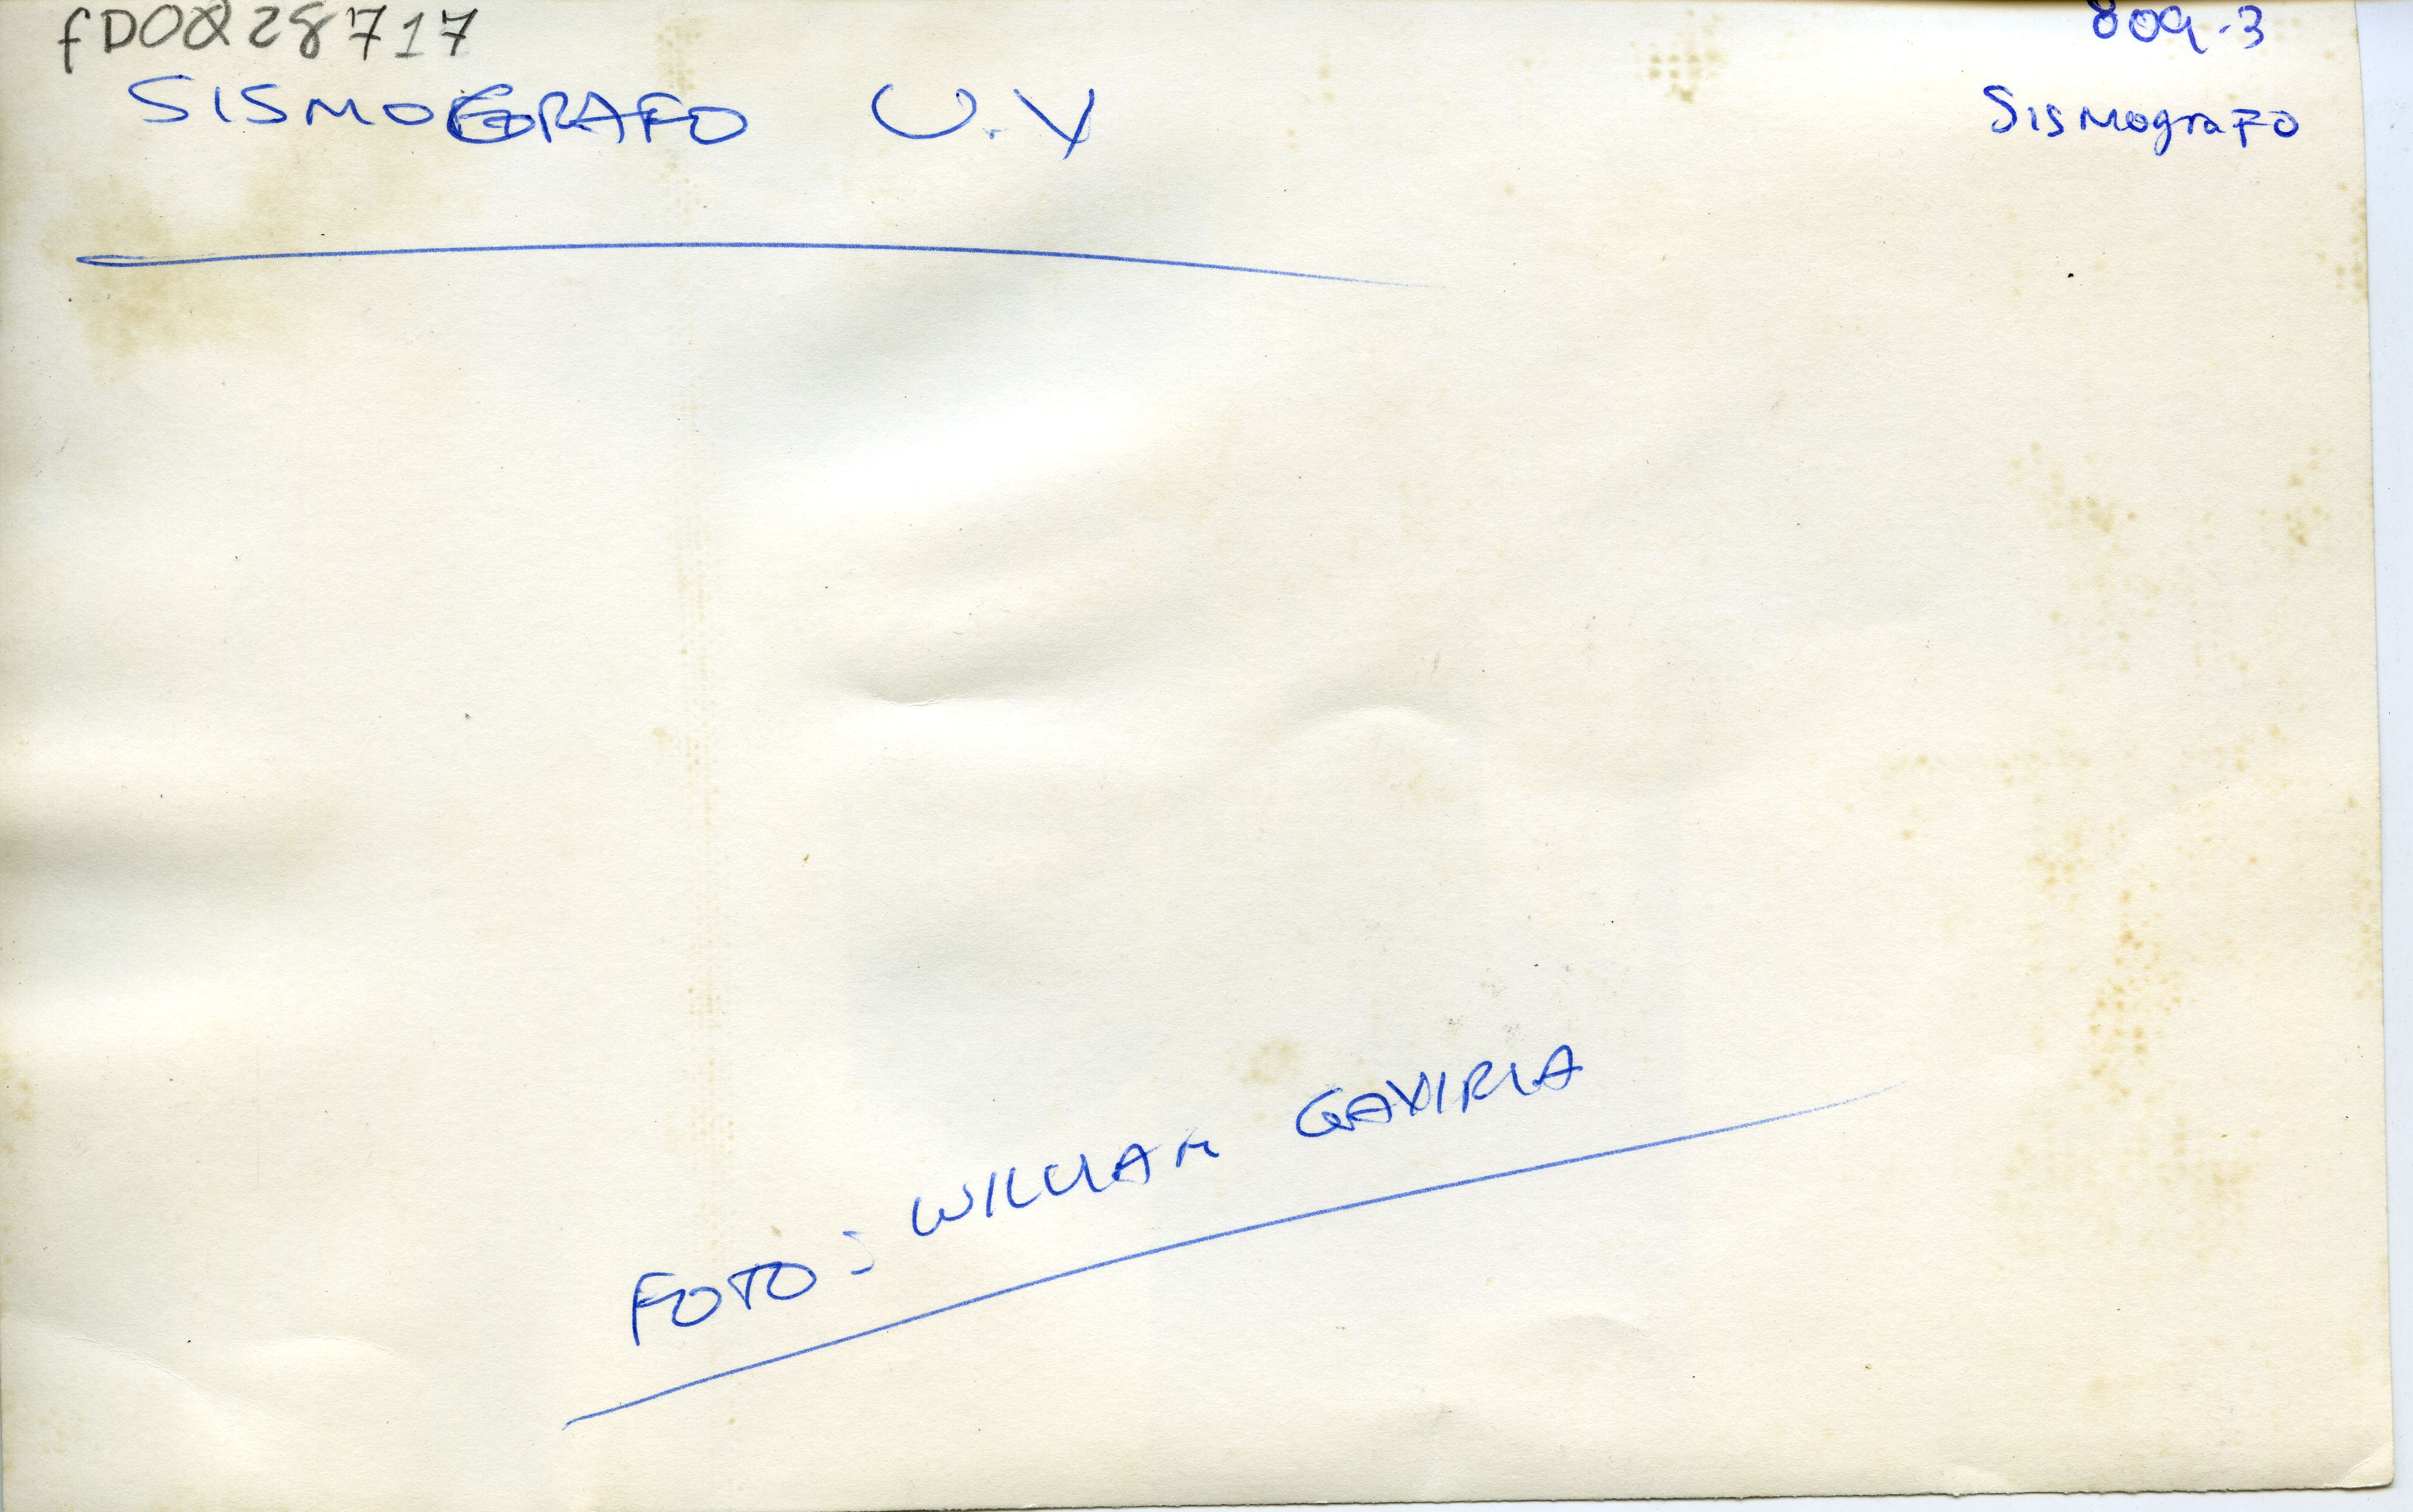 fD0028717
809-3
SISMOGRAFO U.V
SismograFo
FOTO: WILLIAM GAVIRIA